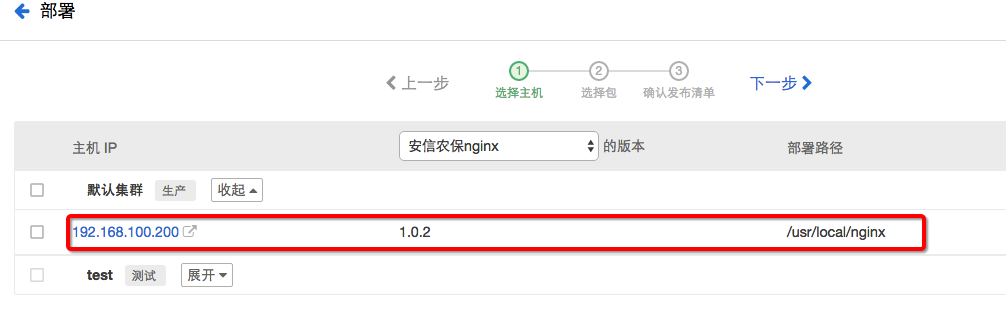 部署
上一步 1 2 3 下一步
选择主机 选择包 确认发布清单
主机 IP 安信农保nginx 的版本 部署路径
默认集群 生产 收起
192.168.100.200 1.0.2 /usr/local/nginx
test 测试 展开